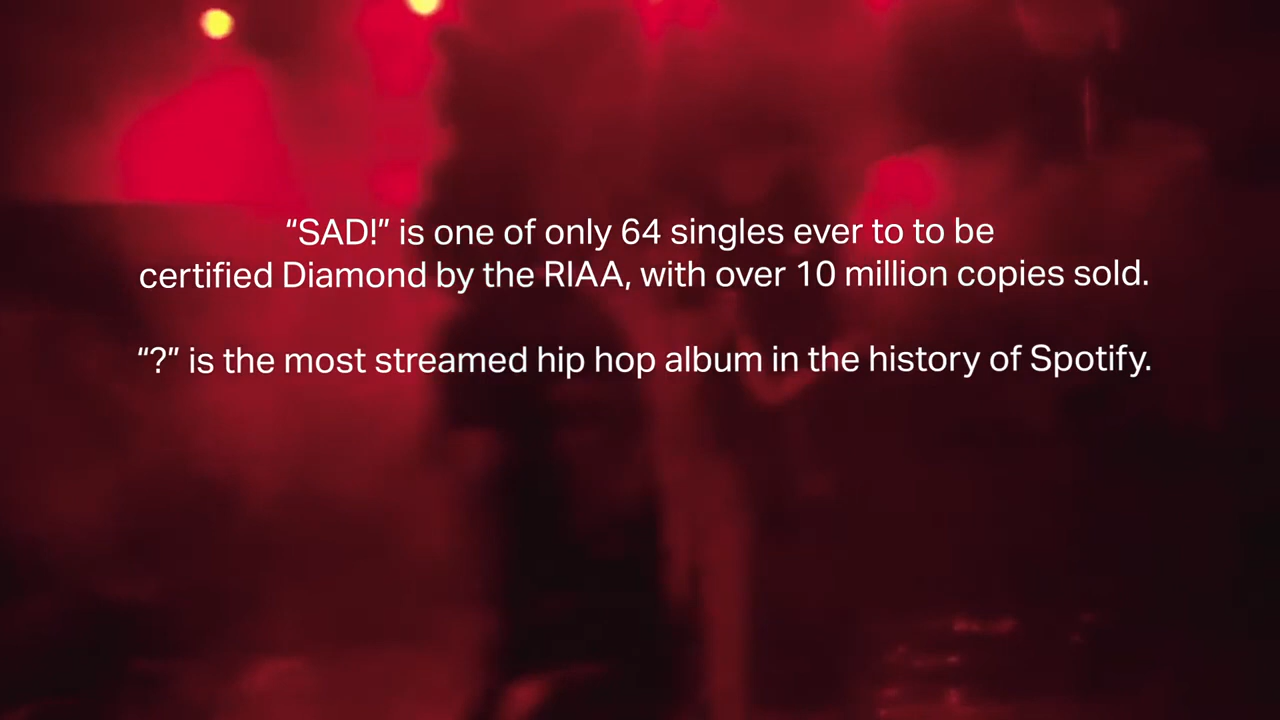 “SAD!” is one of only 64 singles ever to to be
certified Diamond by the RIAA, with over 10 million copies sold.
“?” is the most streamed hip hop album in the history of Spotify.